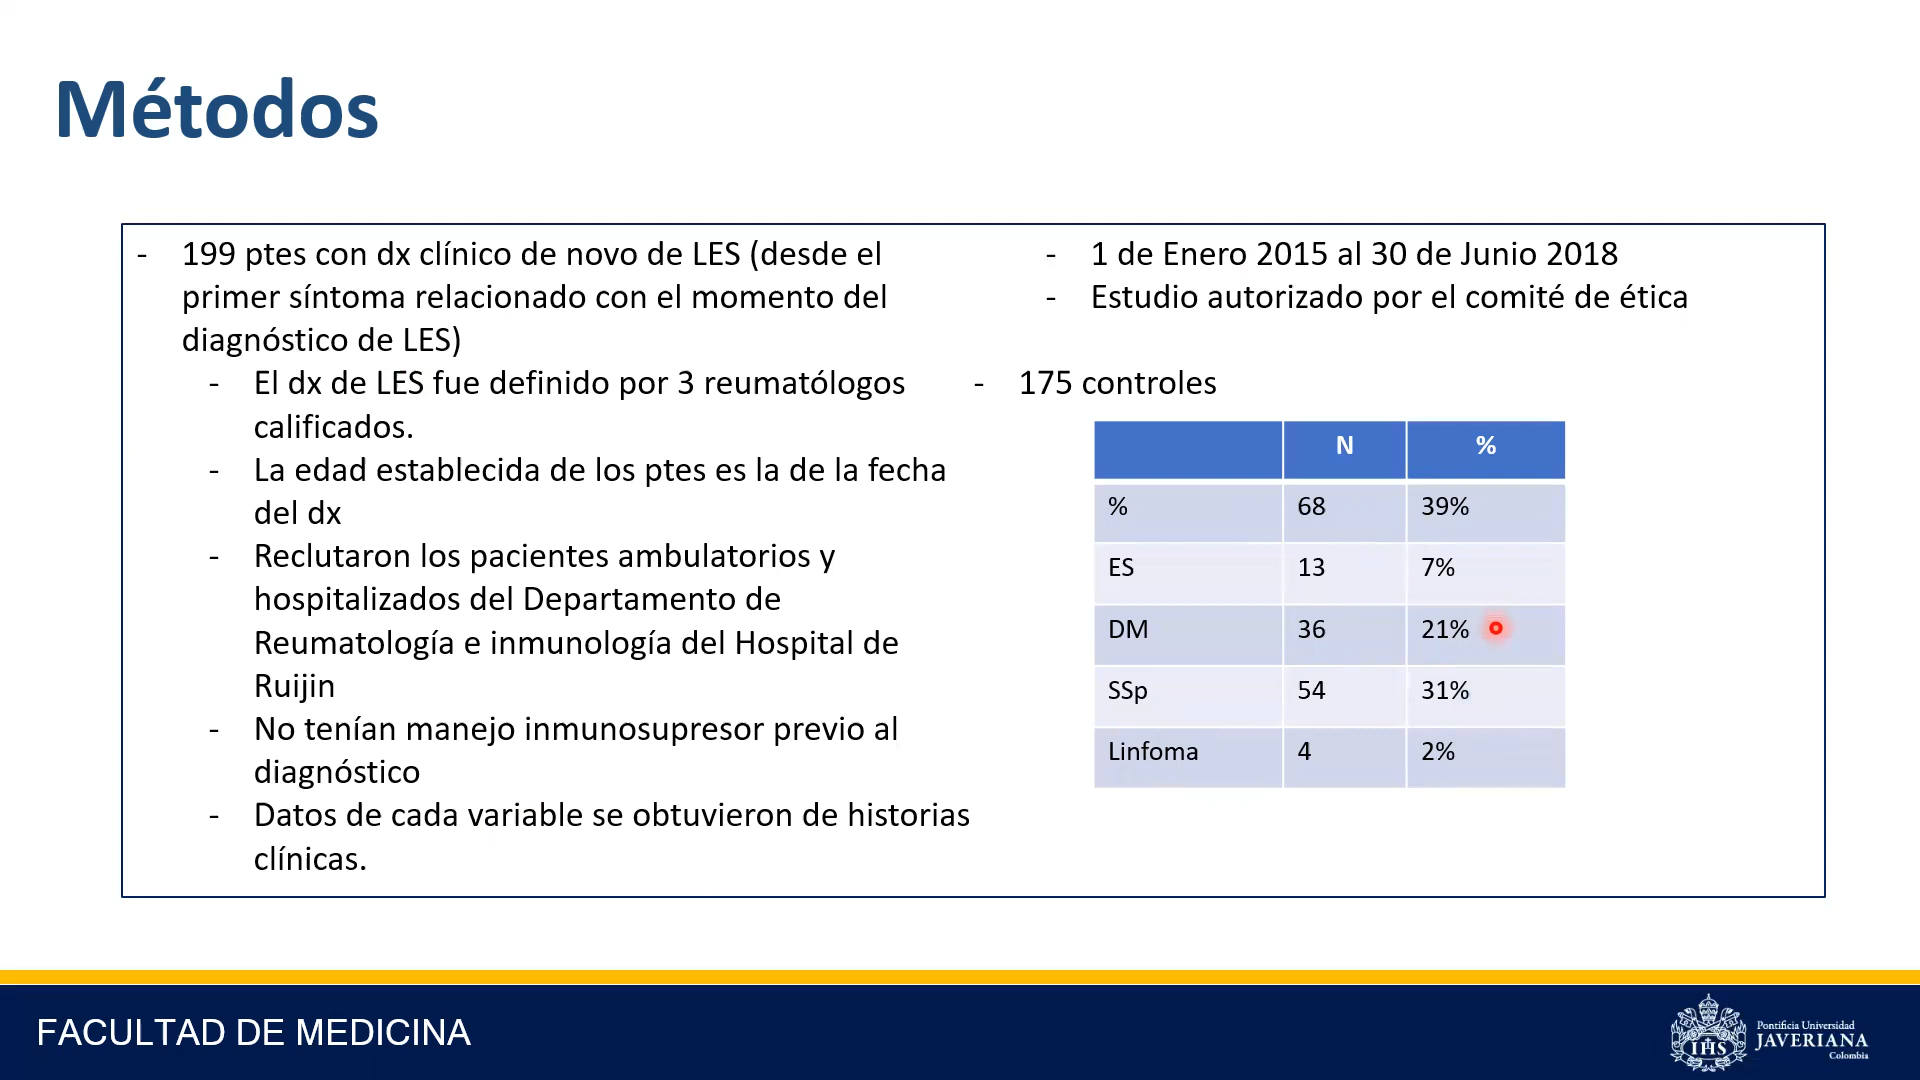 Métodos
- 199 ptes con dx clínico de novo de LES (desde el
primer síntoma relacionado con el momento del
diagnóstico de LES)
- El dx de LES fue definido por 3 reumatólogos
calificados.
- La edad establecida de los ptes es la de la fecha
del dx
- Reclutaron los pacientes ambulatorios y
hospitalizados del Departamento de
Reumatología e inmunología del Hospital de
Ruijin
- No tenían manejo inmunosupresor previo al
diagnóstico
- Datos de cada variable se obtuvieron de historias
clínicas.
- 1 de Enero 2015 al 30 de Junio 2018
- Estudio autorizado por el comité de ética
- 175 controles
N %
% 68 39%
ES 13 7%
DM 36 21%
SSp 54 31%
Linfoma 4 2%
FACULTAD DE MEDICINA
IHS
Pontificia Universidad
JAVERIANA
Colombia